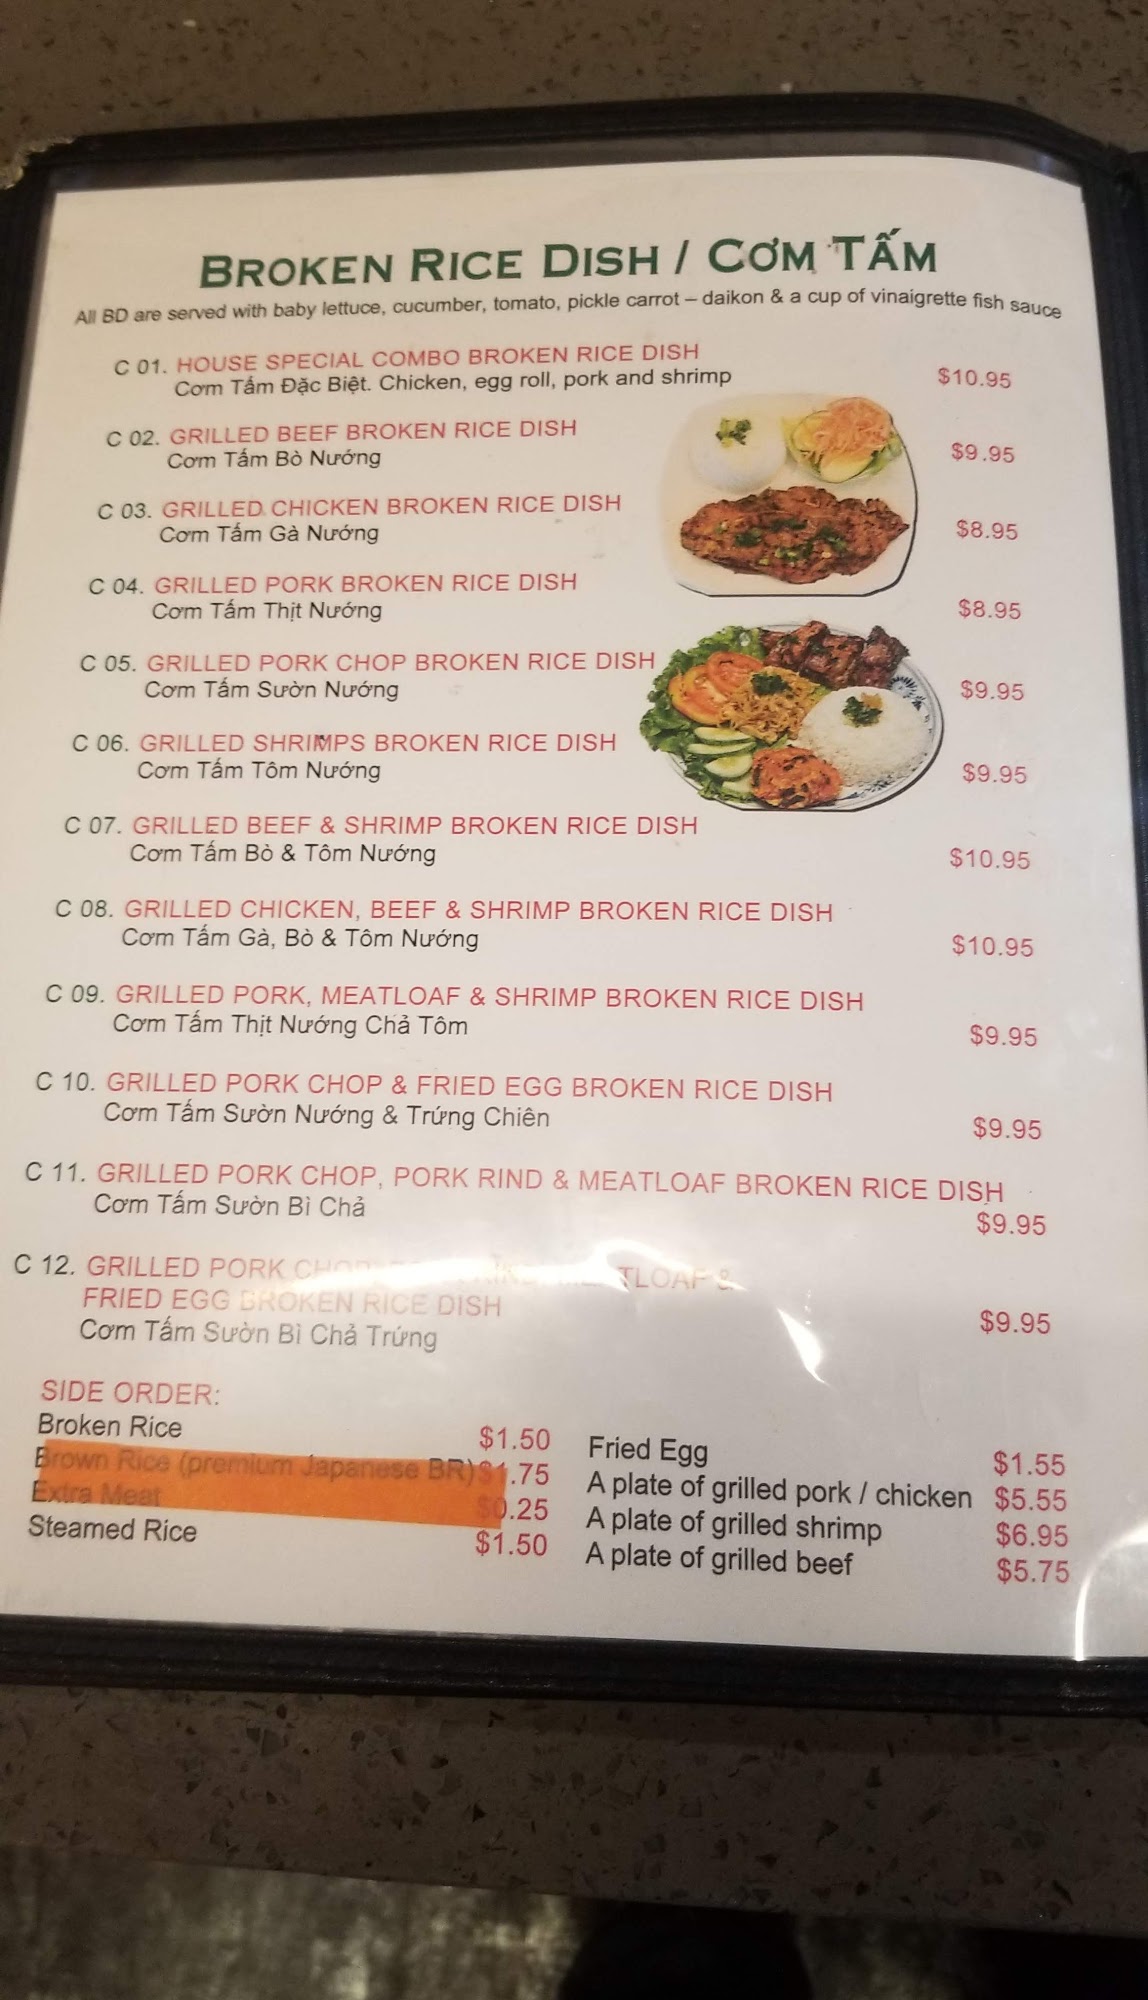 BROKEN RICE DISH / CƠM TẤM
All BD are served with baby lettuce, cucumber, tomato, pickle carrot – daikon & a cup of vinaigrette fish sauce
C 01. HOUSE SPECIAL COMBO BROKEN RICE DISH
Cơm Tấm Đặc Biệt. Chicken, egg roll, pork and shrimp $10.95
C 02. GRILLED BEEF BROKEN RICE DISH
Cơm Tấm Bò Nướng $9.95
C 03. GRILLED CHICKEN BROKEN RICE DISH
Cơm Tấm Gà Nướng $8.95
C 04. GRILLED PORK BROKEN RICE DISH
Cơm Tấm Thịt Nướng $8.95
C 05. GRILLED PORK CHOP BROKEN RICE DISH
Cơm Tấm Sườn Nướng $9.95
C 06. GRILLED SHRIMPS BROKEN RICE DISH
Cơm Tấm Tôm Nướng $9.95
C 07. GRILLED BEEF & SHRIMP BROKEN RICE DISH
Cơm Tấm Bò & Tôm Nướng $10.95
C 08. GRILLED CHICKEN, BEEF & SHRIMP BROKEN RICE DISH
Cơm Tấm Gà, Bò & Tôm Nướng $10.95
C 09. GRILLED PORK, MEATLOAF & SHRIMP BROKEN RICE DISH
Cơm Tấm Thịt Nướng Chả Tôm $9.95
C 10. GRILLED PORK CHOP & FRIED EGG BROKEN RICE DISH
Cơm Tấm Sườn Nướng & Trứng Chiên $9.95
C 11. GRILLED PORK CHOP, PORK RIND & MEATLOAF BROKEN RICE DISH
Cơm Tấm Sườn Bì Chả $9.95
C 12. GRILLED PORK MEATLOAF &
FRIED EGG BROKEN RICE DISH
Cơm Tấm Sườn Bì Chả Trứng $9.95
SIDE ORDER:
Broken Rice $1.50
Brown Rice (premium Japanese BR) $1.75
Extra Meat $0.25
Steamed Rice $1.50
Fried Egg $1.55
A plate of grilled pork / chicken $5.55
A plate of grilled shrimp $6.95
A plate of grilled beef $5.75